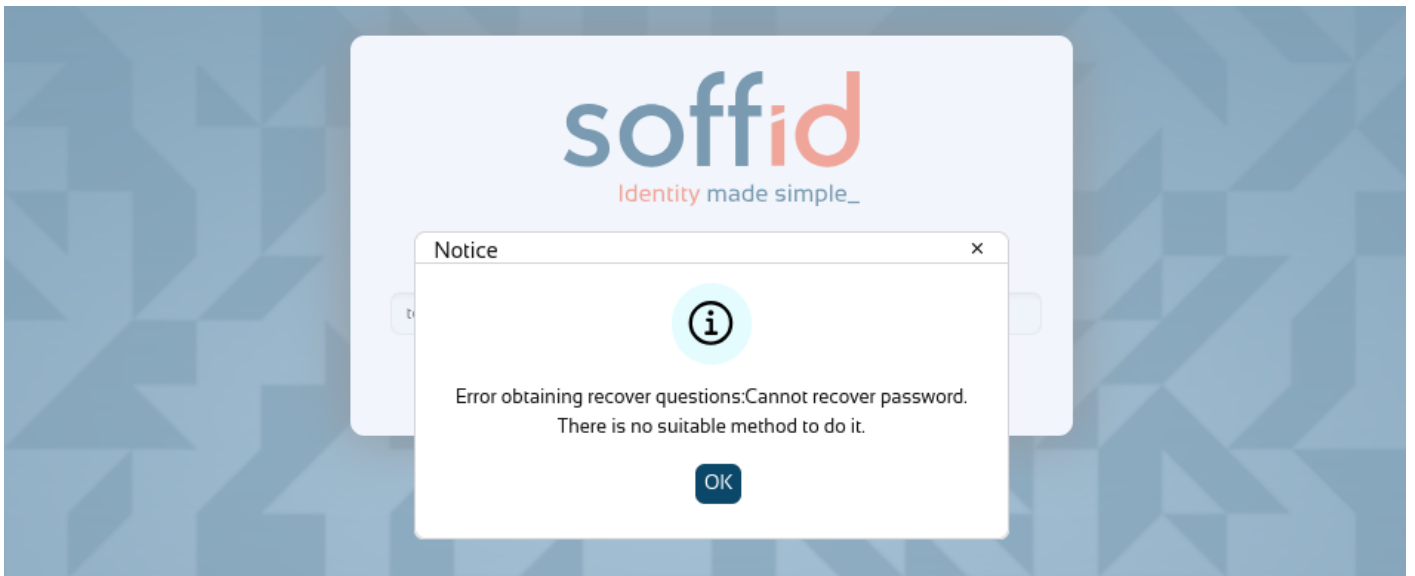 soffid
Identity made simple_
Notice ×
Error obtaining recover questions:Cannot recover password.
There is no suitable method to do it.
OK